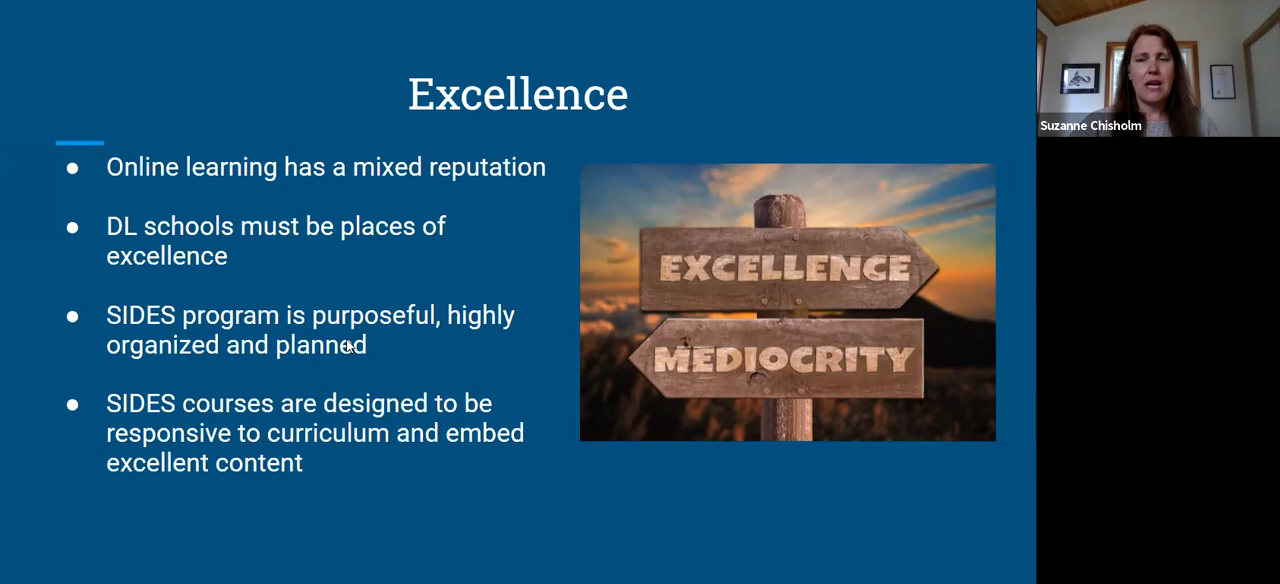 Excellence
● Online learning has a mixed reputation
● DL schools must be places of
excellence
● SIDES program is purposeful, highly
organized and planned
● SIDES courses are designed to be
responsive to curriculum and embed
excellent content
EXCELLENCE
MEDIOCRITY
Suzanne Chisholm